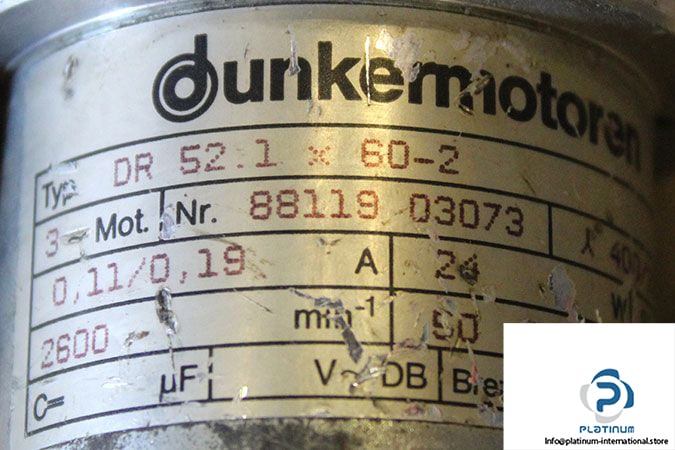 dunkermotoren
Typ DR 52.1 x 60-2
3~ Mot. Nr. 88119 03073
0,11/0,19 A 24 W
2600 min-1 50
µF V~ DB
PLATINUM
Info@platinum-international.store